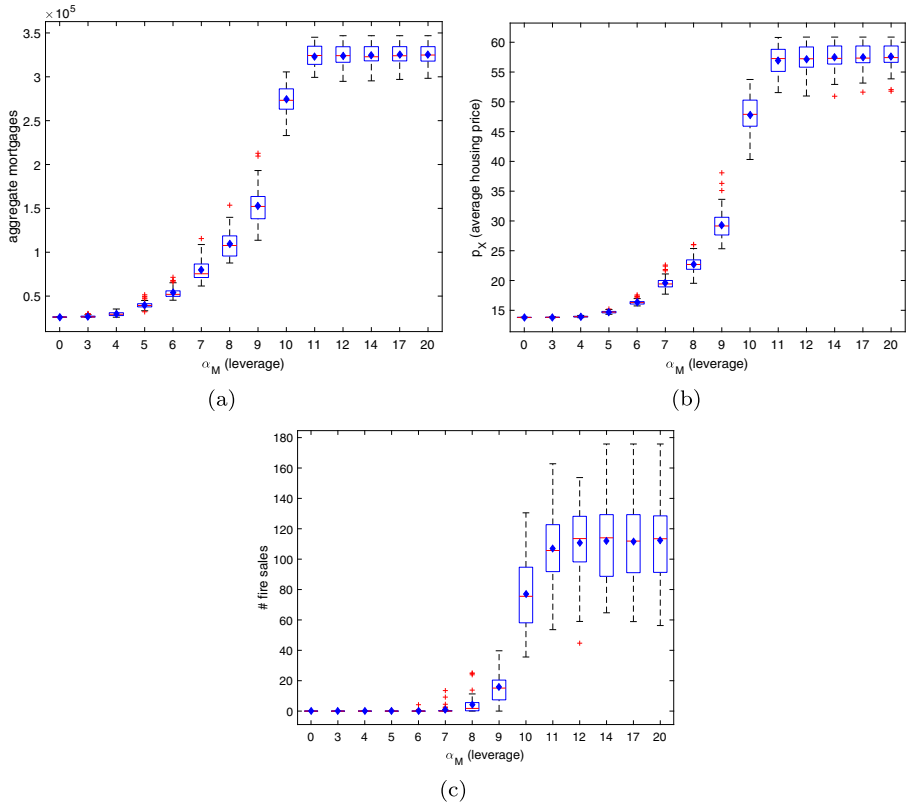 ×10⁵
3.5
3
2.5
2
1.5
1
0.5
aggregate mortgages
0 3 4 5 6 7 8 9 10 11 12 14 17 20
α_M (leverage)
(a)
60
55
50
45
40
35
30
25
20
15
p_X (average housing price)
0 3 4 5 6 7 8 9 10 11 12 14 17 20
α_M (leverage)
(b)
180
160
140
120
100
80
60
40
20
0
# fire sales
0 3 4 5 6 7 8 9 10 11 12 14 17 20
α_M (leverage)
(c)